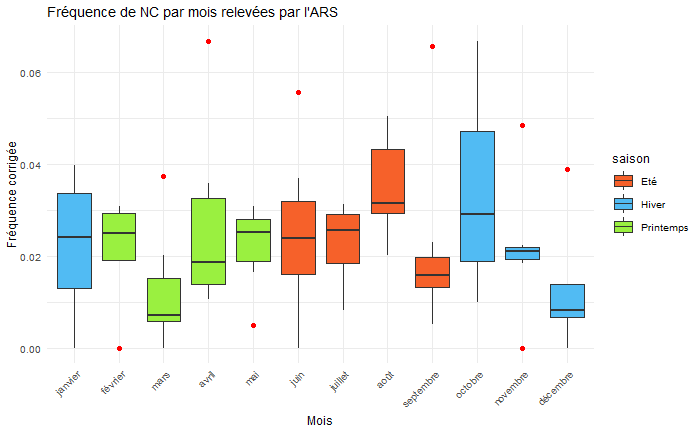 Fréquence de NC par mois relevées par l'ARS
Fréquence corrigée
0.06
0.04
0.02
0.00
janvier
février
mars
avril
mai
juin
juillet
août
septembre
octobre
novembre
décembre
Mois
saison
Eté
Hiver
Printemps